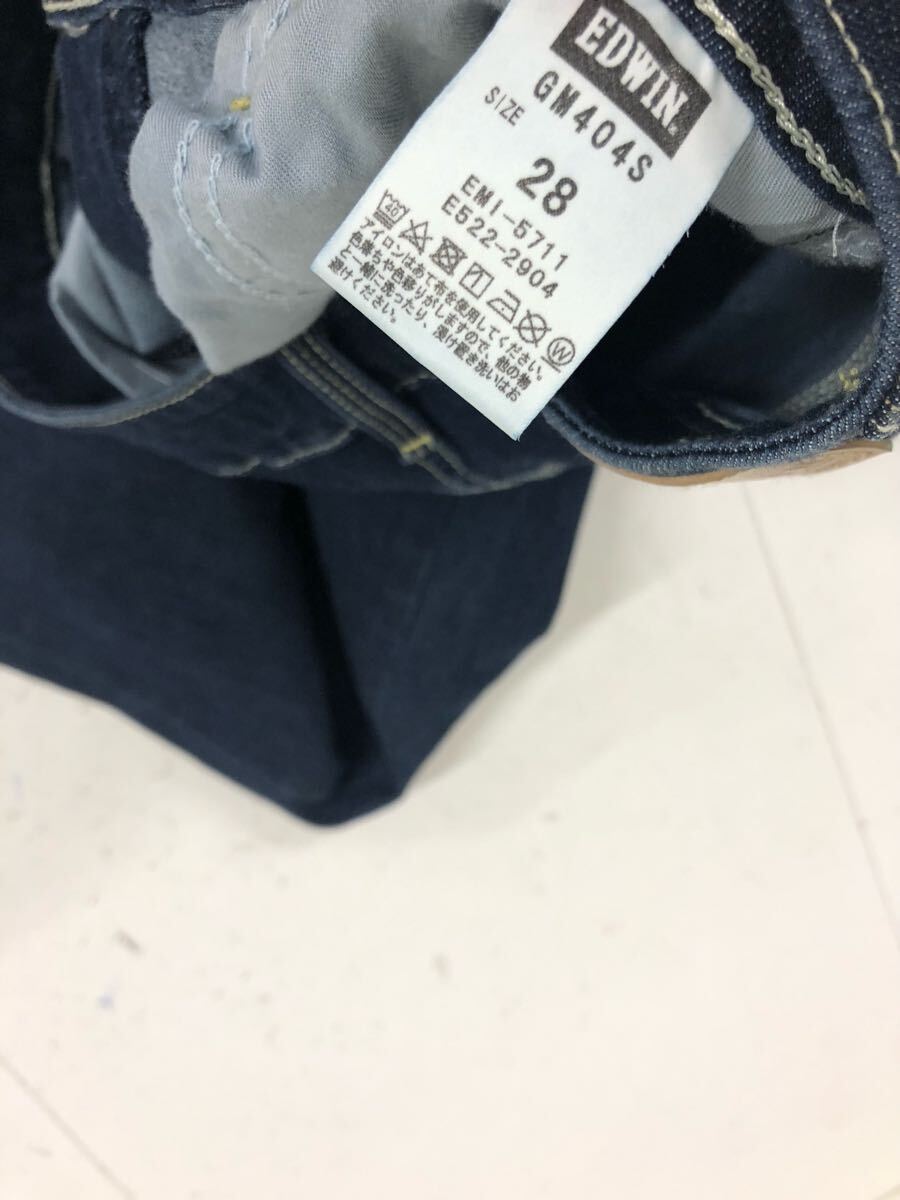 EDWIN.
GM404S
SIZE
28
EMI-5711
E522-2904
40
W
アイロンはあて布を使用してください。
色落ちや色移りがしますので、他の物
と一緒に洗ったり、漬け置き洗いはお
避けください。